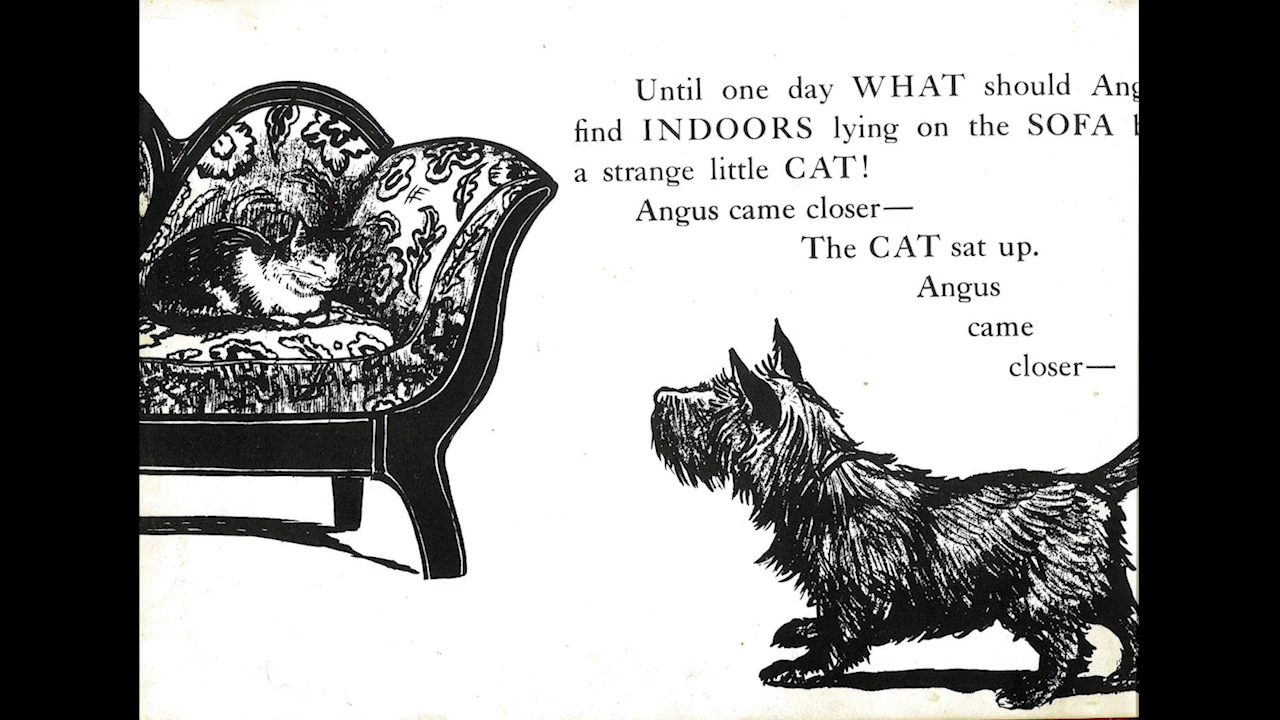 Until one day WHAT should Ang
find INDOORS lying on the SOFA
a strange little CAT!
Angus came closer—
The CAT sat up.
Angus
came
closer—